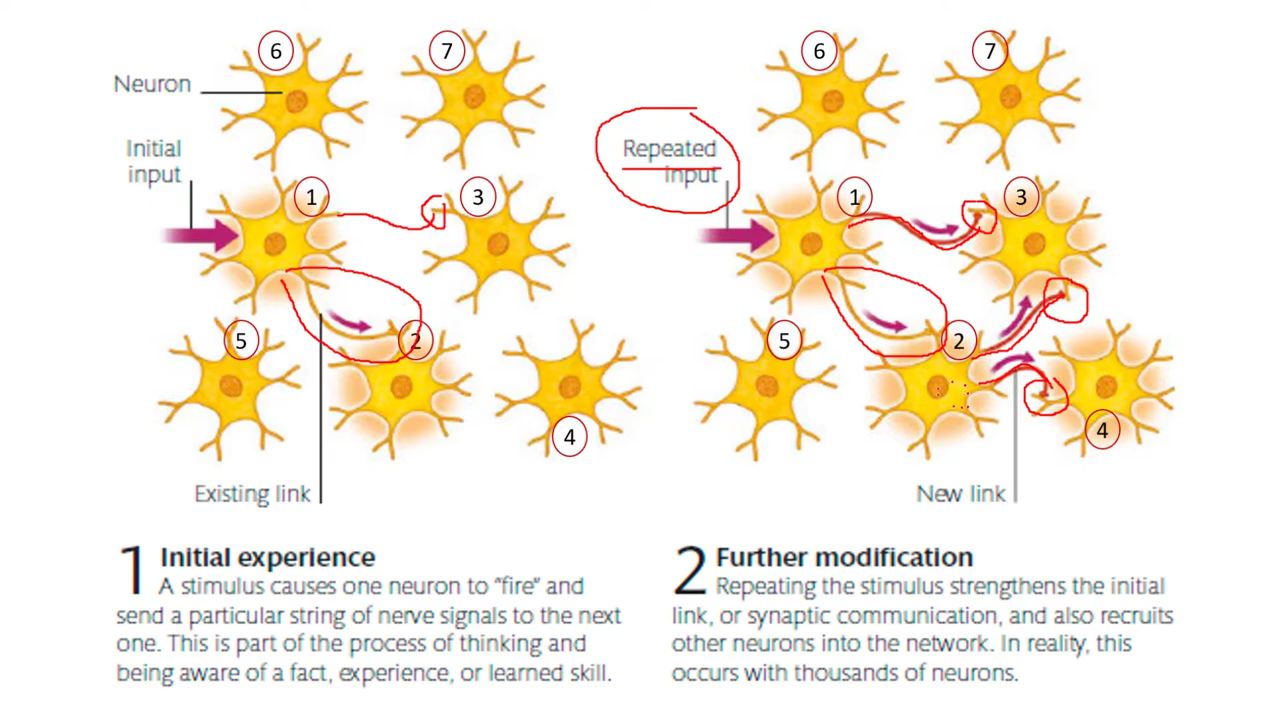 6
7
Neuron
Initial
input
1
3
5
2
4
Existing link
6
7
Repeated
input
1
3
5
2
4
New link
1 Initial experience
A stimulus causes one neuron to “fire” and
send a particular string of nerve signals to the next
one. This is part of the process of thinking and
being aware of a fact, experience, or learned skill.
2 Further modification
Repeating the stimulus strengthens the initial
link, or synaptic communication, and also recruits
other neurons into the network. In reality, this
occurs with thousands of neurons.